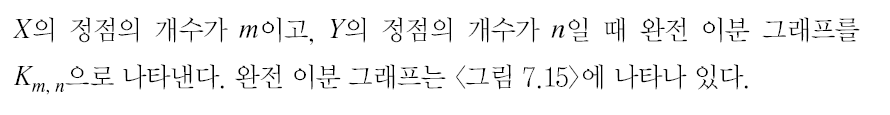 X의 정점의 개수가 m이고, Y의 정점의 개수가 n일 때 완전 이분 그래프를
K_{m, n}으로 나타낸다. 완전 이분 그래프는 〈그림 7.15〉에 나타나 있다.